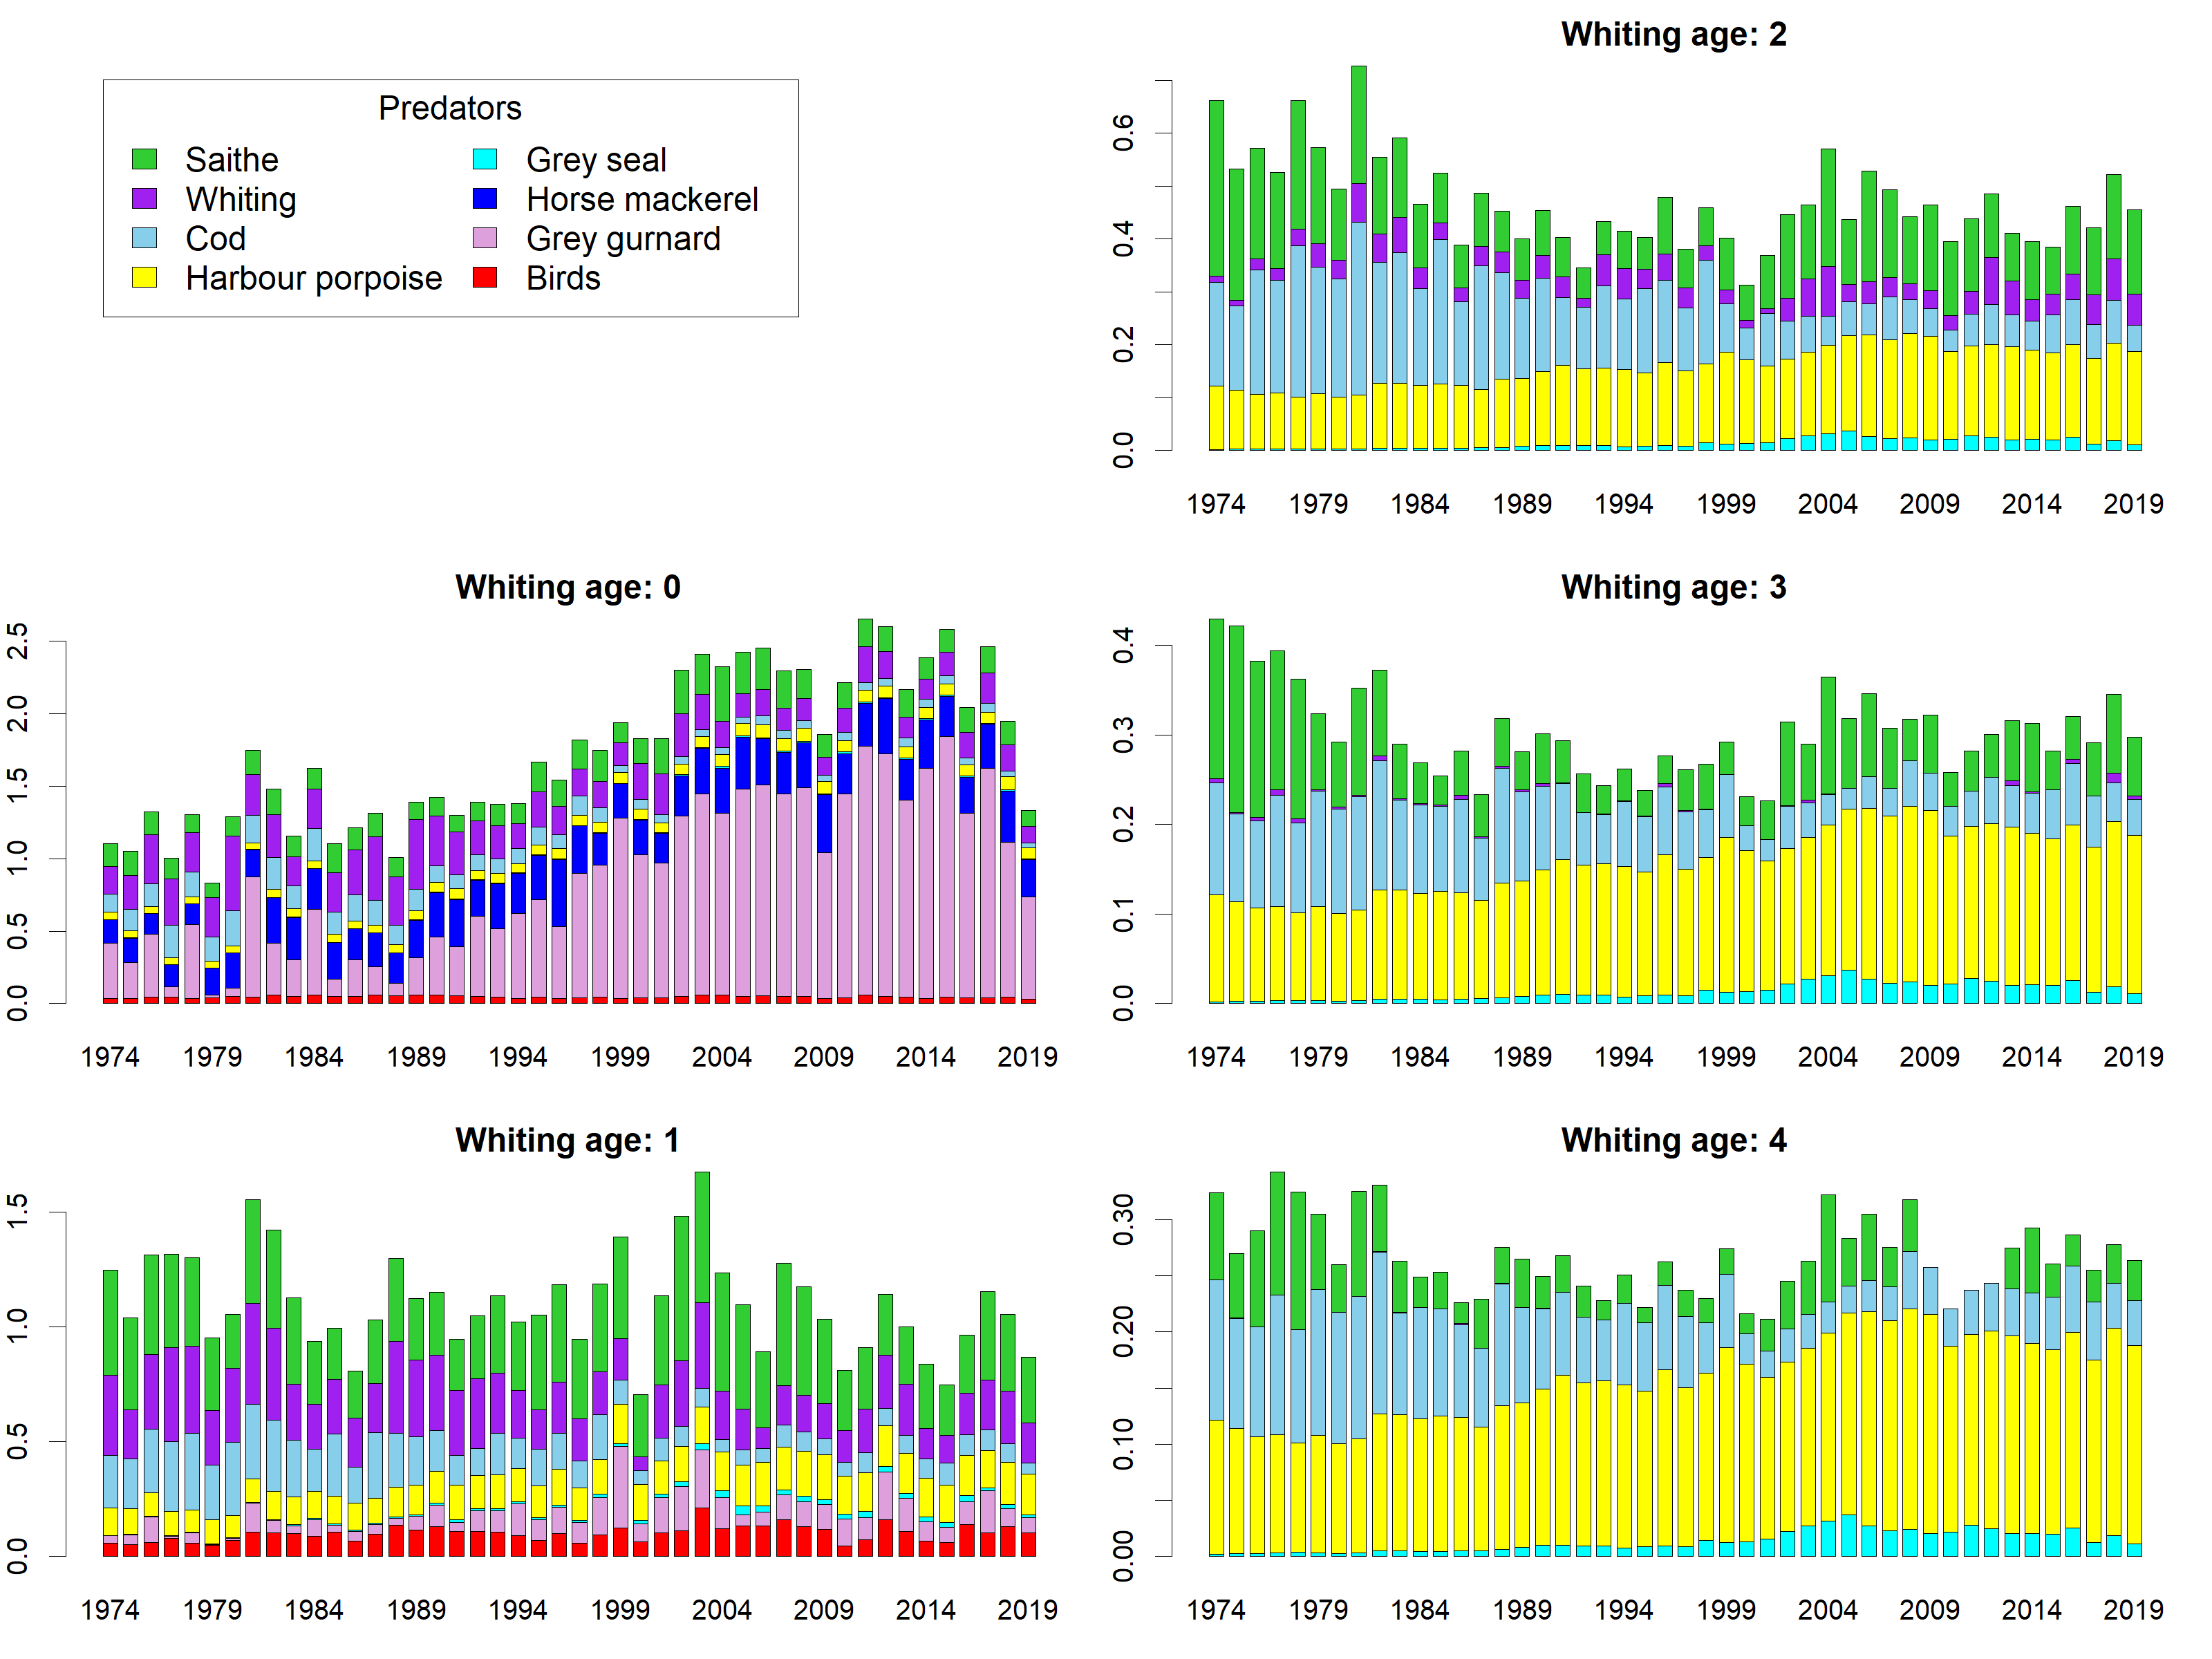 Predators
Saithe
Grey seal
Whiting
Horse mackerel
Cod
Grey gurnard
Harbour porpoise
Birds
Whiting age: 2
0.6
0.4
0.2
0.0
1974 1979 1984 1989 1994 1999 2004 2009 2014 2019
Whiting age: 0
2.5
2.0
1.5
1.0
0.5
0.0
1974 1979 1984 1989 1994 1999 2004 2009 2014 2019
Whiting age: 3
0.4
0.3
0.2
0.1
0.0
1974 1979 1984 1989 1994 1999 2004 2009 2014 2019
Whiting age: 1
1.5
1.0
0.5
0.0
1974 1979 1984 1989 1994 1999 2004 2009 2014 2019
Whiting age: 4
0.30
0.20
0.10
0.00
1974 1979 1984 1989 1994 1999 2004 2009 2014 2019